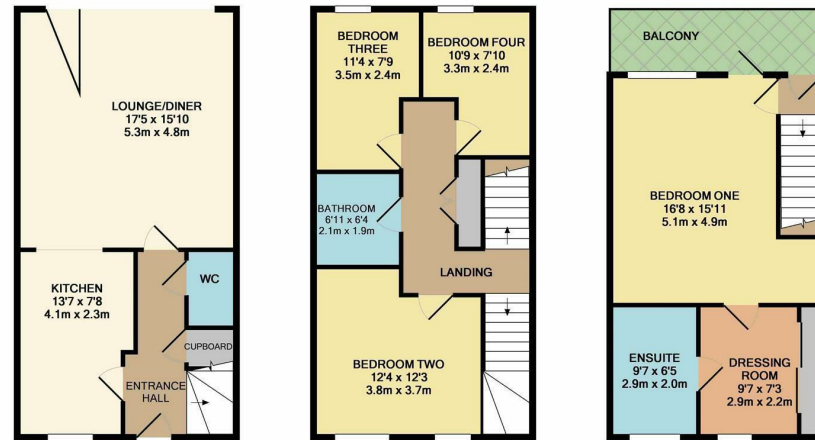 LOUNGE/DINER
17'5 x 15'10
5.3m x 4.8m
KITCHEN
13'7 x 7'8
4.1m x 2.3m
WC
CUPBOARD
ENTRANCE
HALL
BEDROOM
THREE
11'4 x 7'9
3.5m x 2.4m
BEDROOM FOUR
10'9 x 7'10
3.3m x 2.4m
BATHROOM
6'11 x 6'4
2.1m x 1.9m
LANDING
BEDROOM TWO
12'4 x 12'3
3.8m x 3.7m
BALCONY
BEDROOM ONE
16'8 x 15'11
5.1m x 4.9m
ENSUITE
9'7 x 6'5
2.9m x 2.0m
DRESSING
ROOM
9'7 x 7'3
2.9m x 2.2m